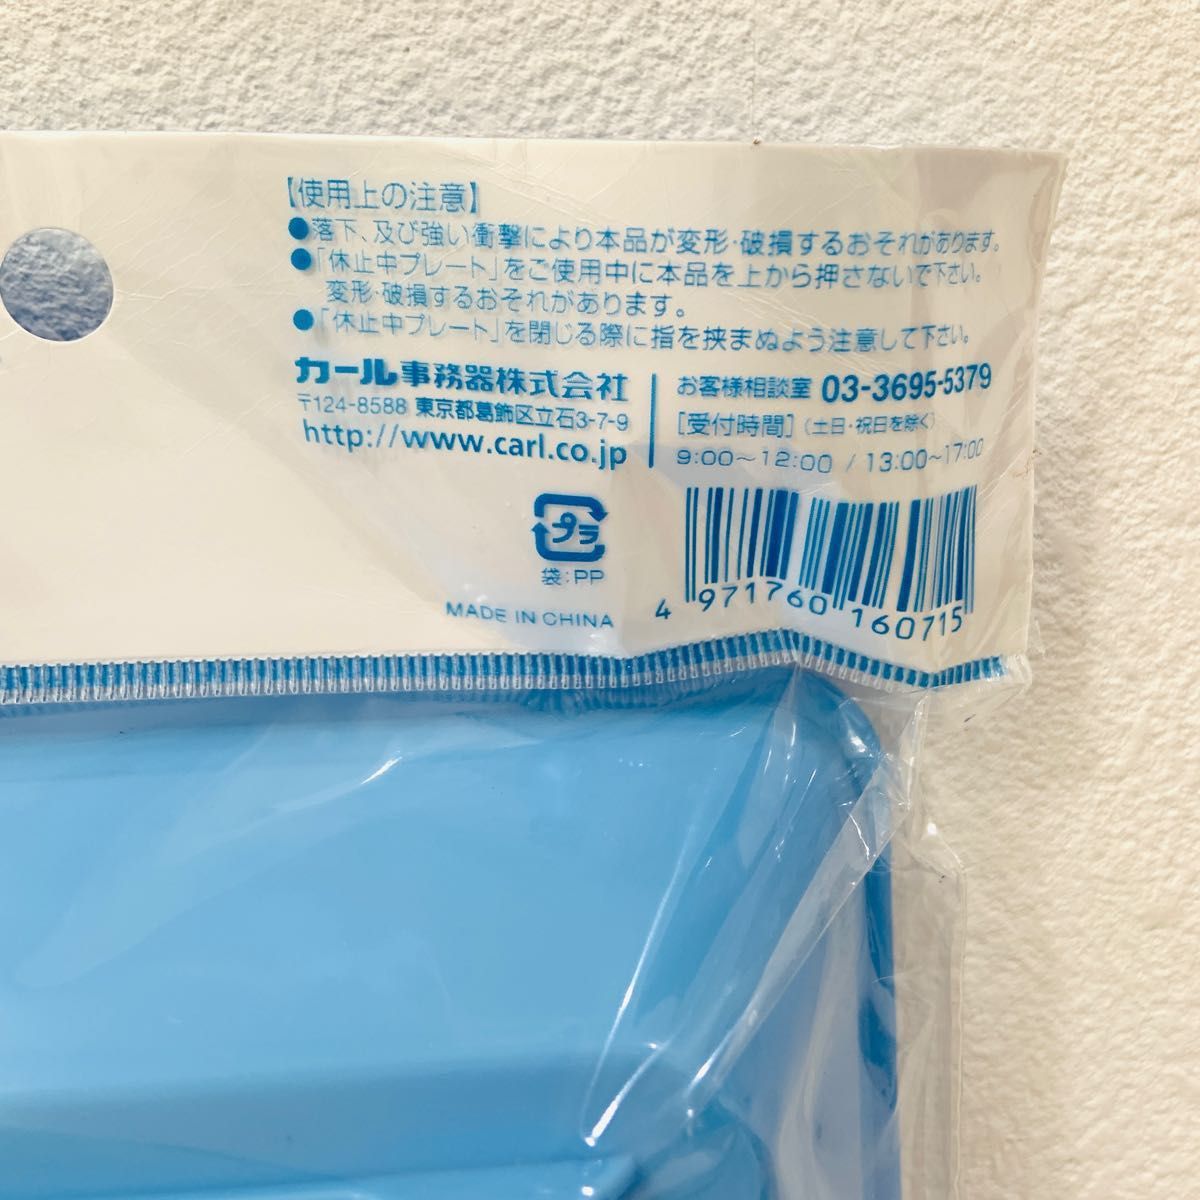 【使用上の注意】
●落下、及び強い衝撃により本品が変形・破損するおそれがあります。
●「休止中プレート」をご使用中に本品を上から押さないで下さい。
変形・破損するおそれがあります。
●「休止中プレート」を閉じる際に指を挟まぬよう注意して下さい。
カール事務器株式会社
〒124-8588 東京都葛飾区立石3-7-9
http://www.carl.co.jp
お客様相談室 03-3695-5379
[受付時間](土日・祝日を除く)
9:00~12:00 / 13:00~17:00
プラ
袋:PP
MADE IN CHINA
4 971760 160715